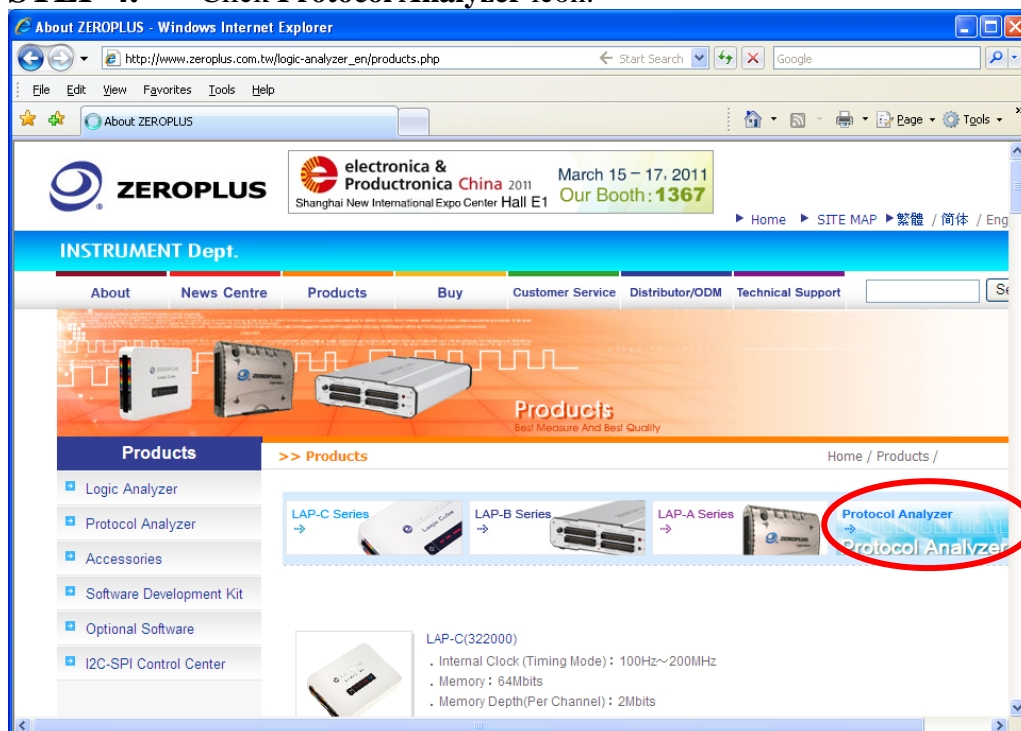 STEP 4. Click Protocol Analyzer icon.
About ZEROPLUS - Windows Internet Explorer
http://www.zeroplus.com.tw/logic-analyzer_en/products.php
Start Search
Google
File Edit View Favorites Tools Help
About ZEROPLUS
Page Tools
ZEROPLUS
electronica &
Productronica China 2011
Shanghai New International Expo Center Hall E1
March 15 – 17, 2011
Our Booth: 1367
Home SITE MAP 繁體 / 简体 / Eng
INSTRUMENT Dept.
About News Centre Products Buy Customer Service Distributor/ODM Technical Support
Products
Best Measure And Best Quality
Products
>> Products
Home / Products /
Logic Analyzer
Protocol Analyzer
Accessories
Software Development Kit
Optional Software
I2C-SPI Control Center
LAP-C Series
LAP-B Series
LAP-A Series
Protocol Analyzer
Protocol Analyzer
LAP-C(322000)
. Internal Clock (Timing Mode)：100Hz～200MHz
. Memory：64Mbits
. Memory Depth(Per Channel)：2Mbits